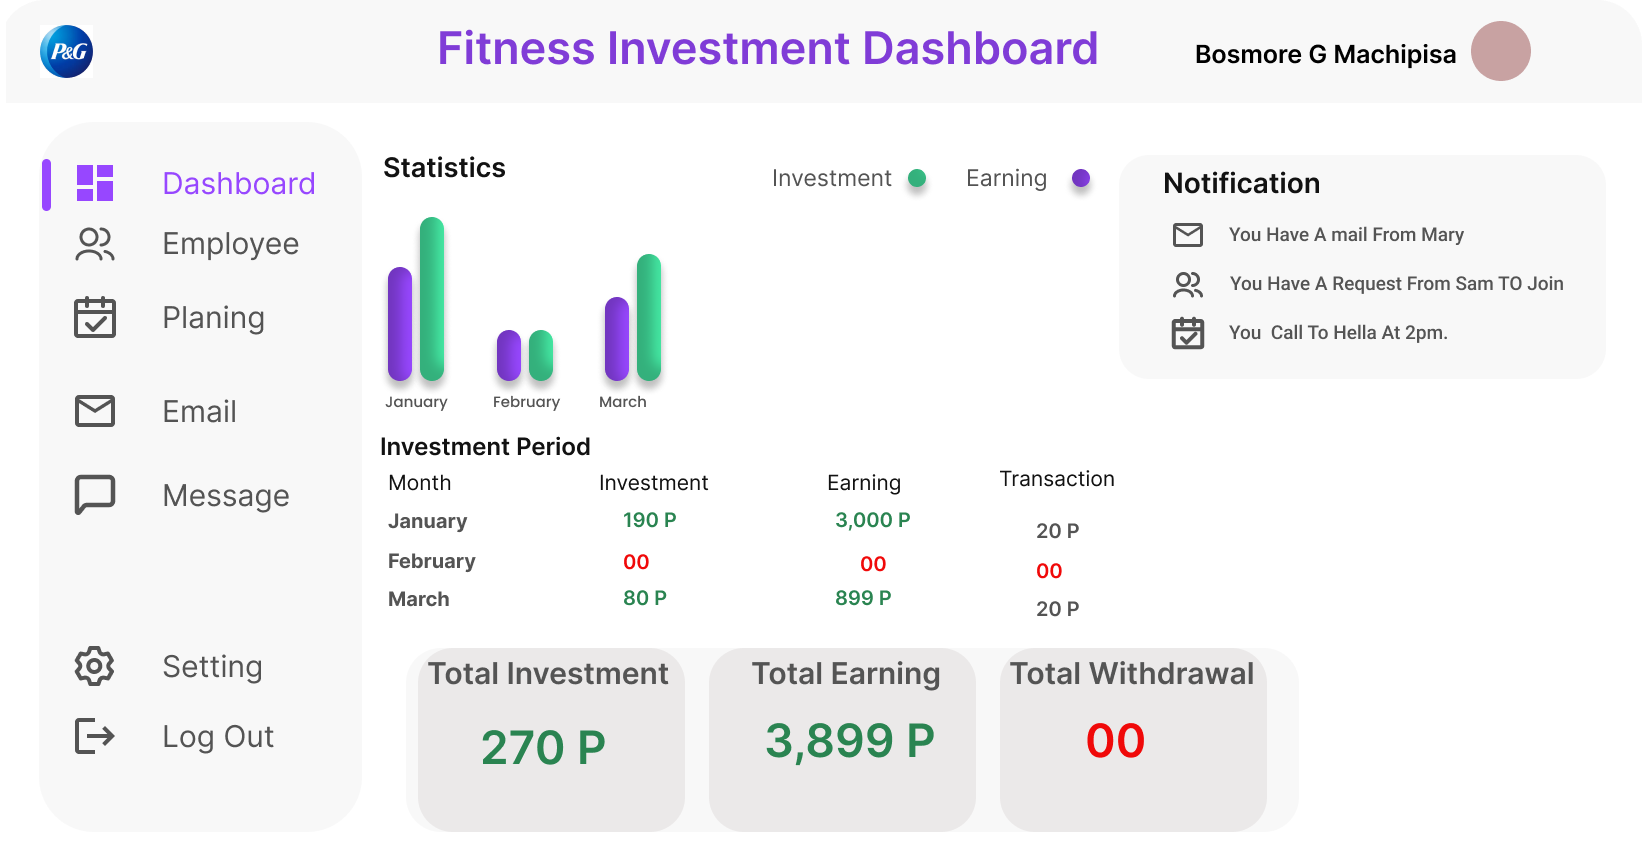 P&G
Fitness Investment Dashboard
Bosmore G Machipisa
Dashboard
Employee
Planing
Email
Message
Setting
Log Out
Statistics
Investment
Earning
January
February
March
Notification
You Have A mail From Mary
You Have A Request From Sam TO Join
You  Call To Hella At 2pm.
Investment Period
Month Investment Earning Transaction
January 190 P 3,000 P 20 P
February 00 00 00
March 80 P 899 P 20 P
Total Investment
270 P
Total Earning
3,899 P
Total Withdrawal
00